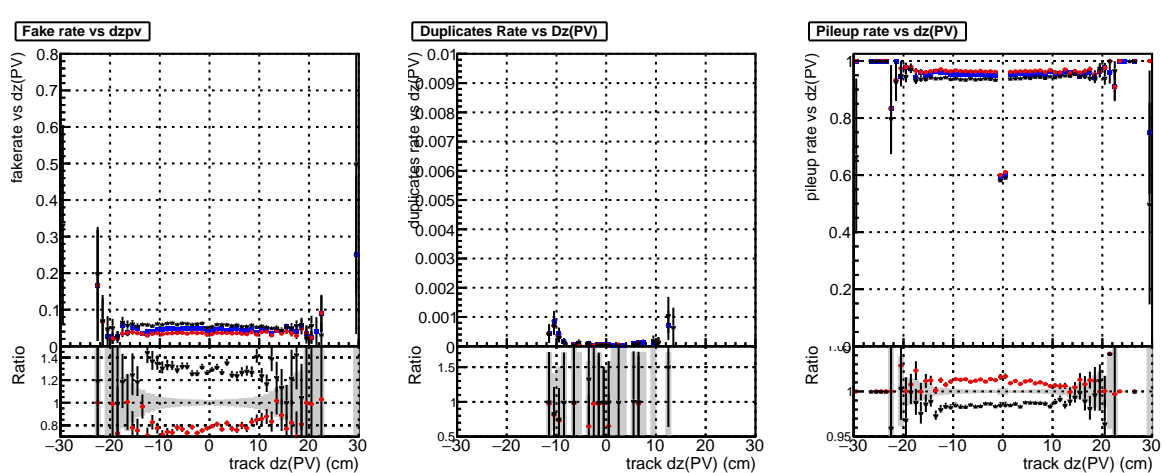 Fake rate vs dzpv
fakerate vs dz(PV)
0.8
0.7
0.6
0.5
0.4
0.3
0.2
0.1
0
Ratio
1.4
1.2
1
0.8
−30 −20 −10 0 10 20 30
track dz(PV) (cm)
Duplicates Rate vs Dz(PV)
duplicates rate vs dz(PV)
0.01
0.009
0.008
0.007
0.006
0.005
0.004
0.003
0.002
0.001
0
Ratio
1.5
1
0.5
−30 −20 −10 0 10 20 30
track dz(PV) (cm)
Pileup rate vs dz(PV)
pileup rate vs dz(PV)
1
0.8
0.6
0.4
0.2
0
Ratio
1
0.95
−30 −20 −10 0 10 20 30
track dz(PV) (cm)